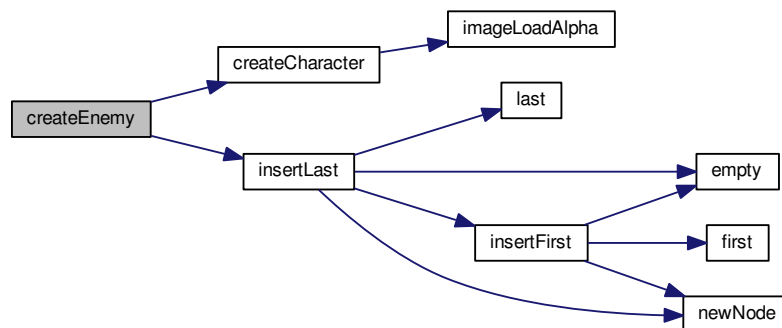 imageLoadAlpha
createCharacter
last
createEnemy
insertLast
empty
insertFirst
first
newNode